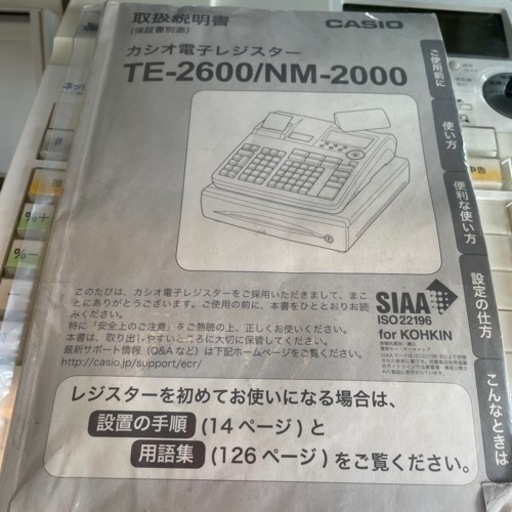 取扱説明書
(保証書別添)
CASIO
カシオ電子レジスター
TE-2600/NM-2000
ご使用前に
使い方
便利な使い方
設定の仕方
こんなときは
このたびは、カシオ電子レジスターをご採用いただきまして、まこ
とにありがとうございます。ご使用の前に、本書をひととおりお読
みください。
特に「安全上のご注意」をご熟読の上、正しくお使いください。
本書は、取り出しやすいところに大切に保管してください。
最新サポート情報（Q&Aなど）は下記ホームページをご覧ください。
http://casio.jp/support/ecr/
SIAA
ISO 22196
for KOHKIN
レジスターを初めてお使いになる場合は、
設置の手順 (14ページ) と
用語集 (126ページ) をご覧ください。
ネッ
#
%+
%−